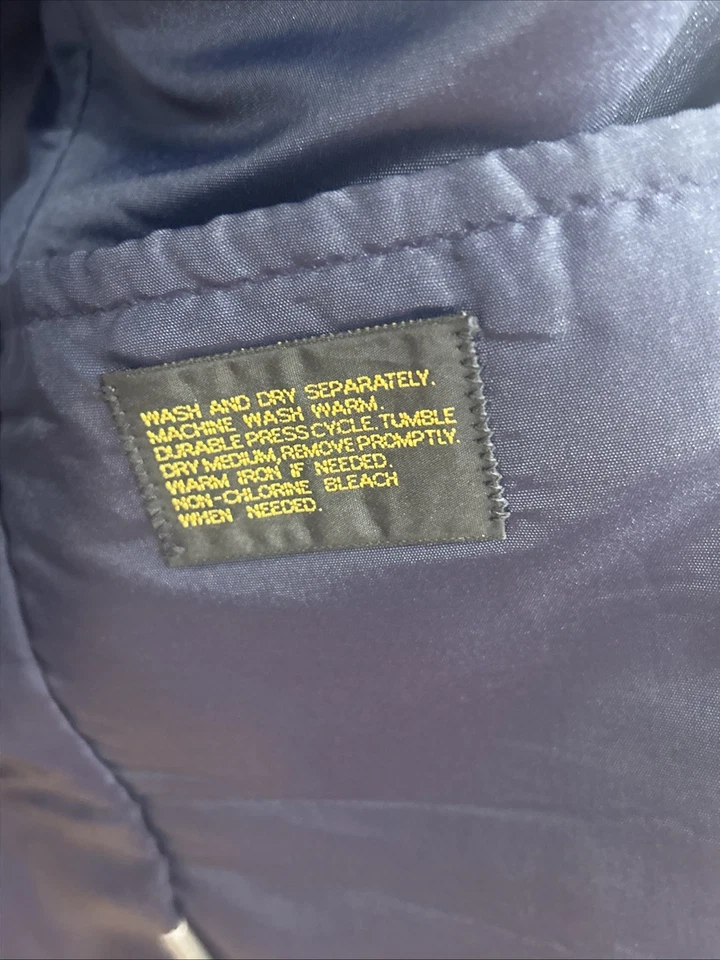 WASH AND DRY SEPARATELY.
MACHINE WASH WARM.
DURABLE PRESS CYCLE. TUMBLE
DRY MEDIUM, REMOVE PROMPTLY.
WARM IRON IF NEEDED.
NON-CHLORINE BLEACH
WHEN NEEDED.